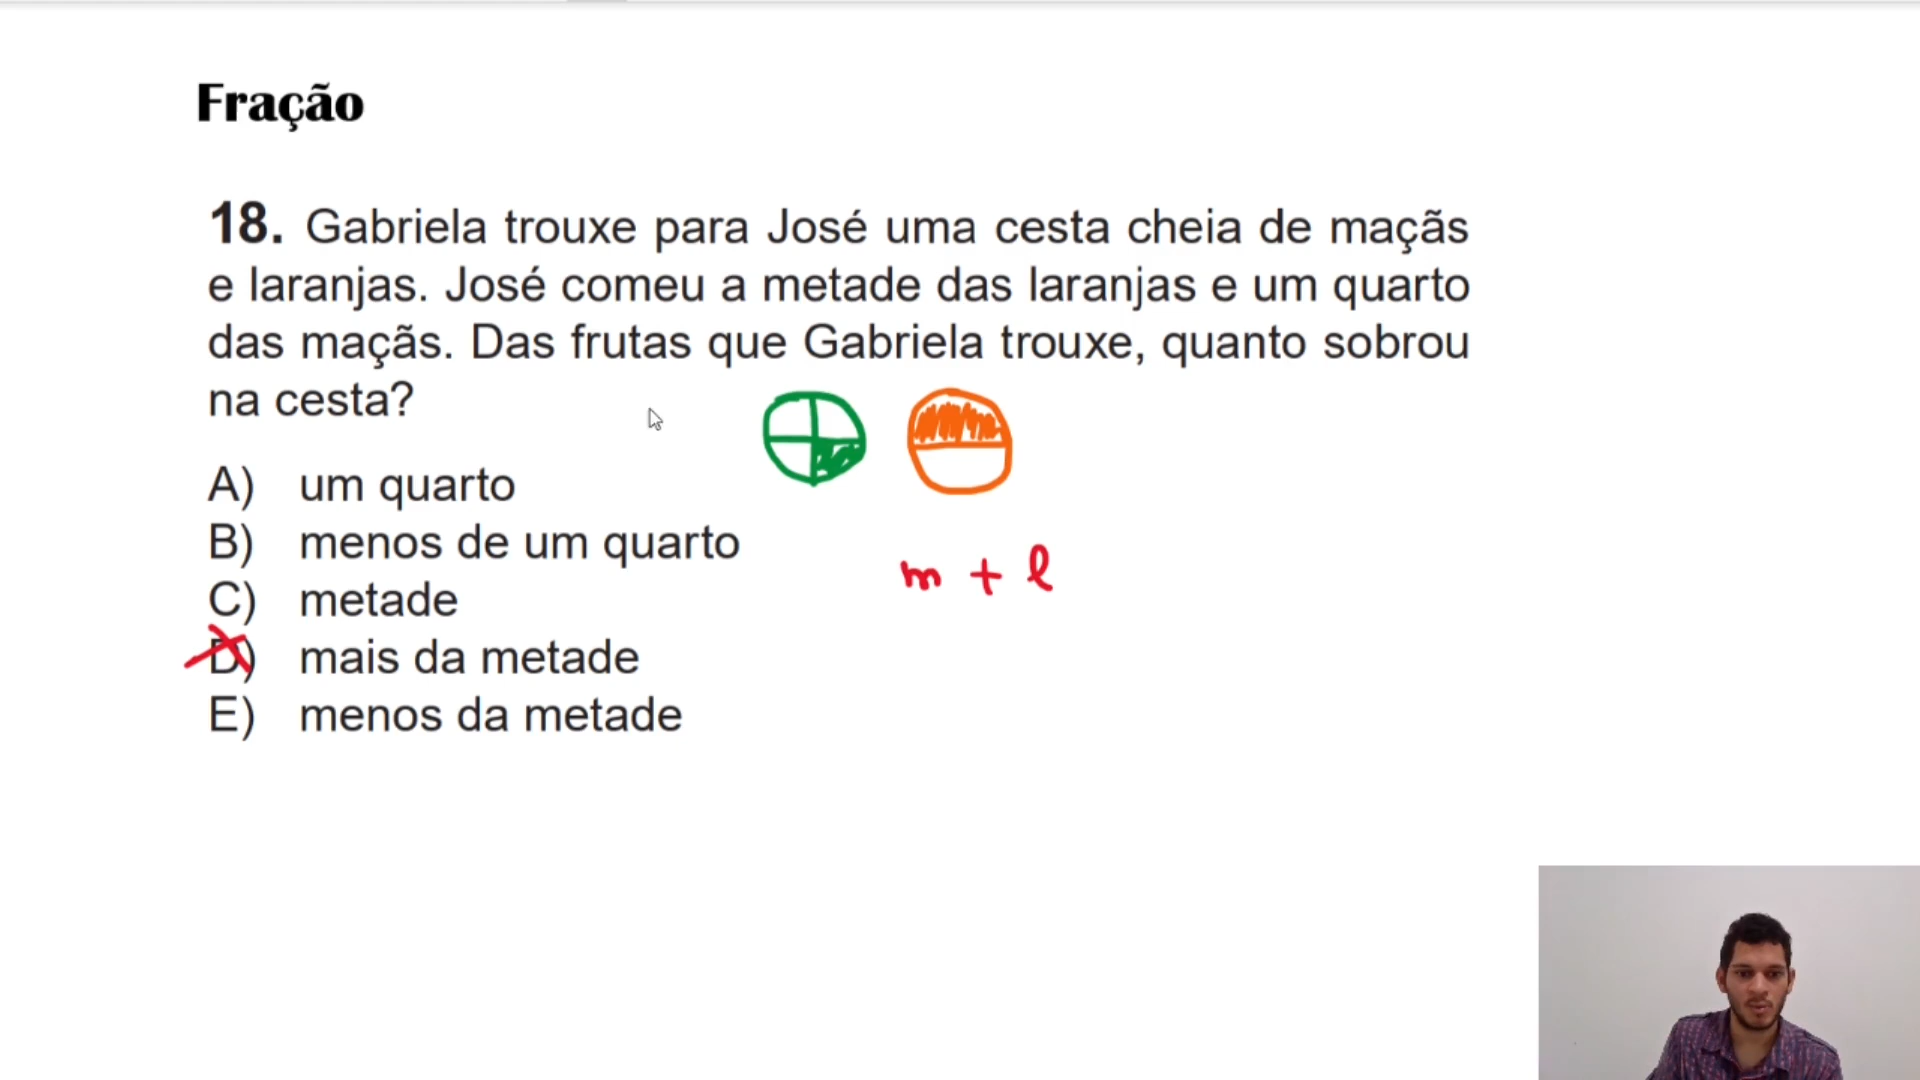 Fração
18. Gabriela trouxe para José uma cesta cheia de maçãs
e laranjas. José comeu a metade das laranjas e um quarto
das maçãs. Das frutas que Gabriela trouxe, quanto sobrou
na cesta?
A) um quarto
B) menos de um quarto
m + l
C) metade
D) mais da metade
E) menos da metade